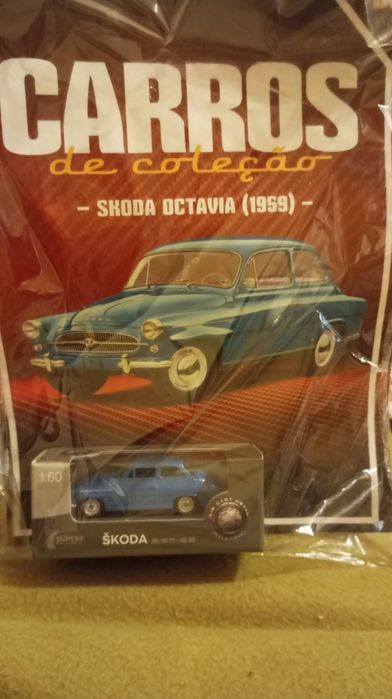 CARROS
de coleção
- SKODA OCTAVIA (1959) -
1:60
ŠKODA